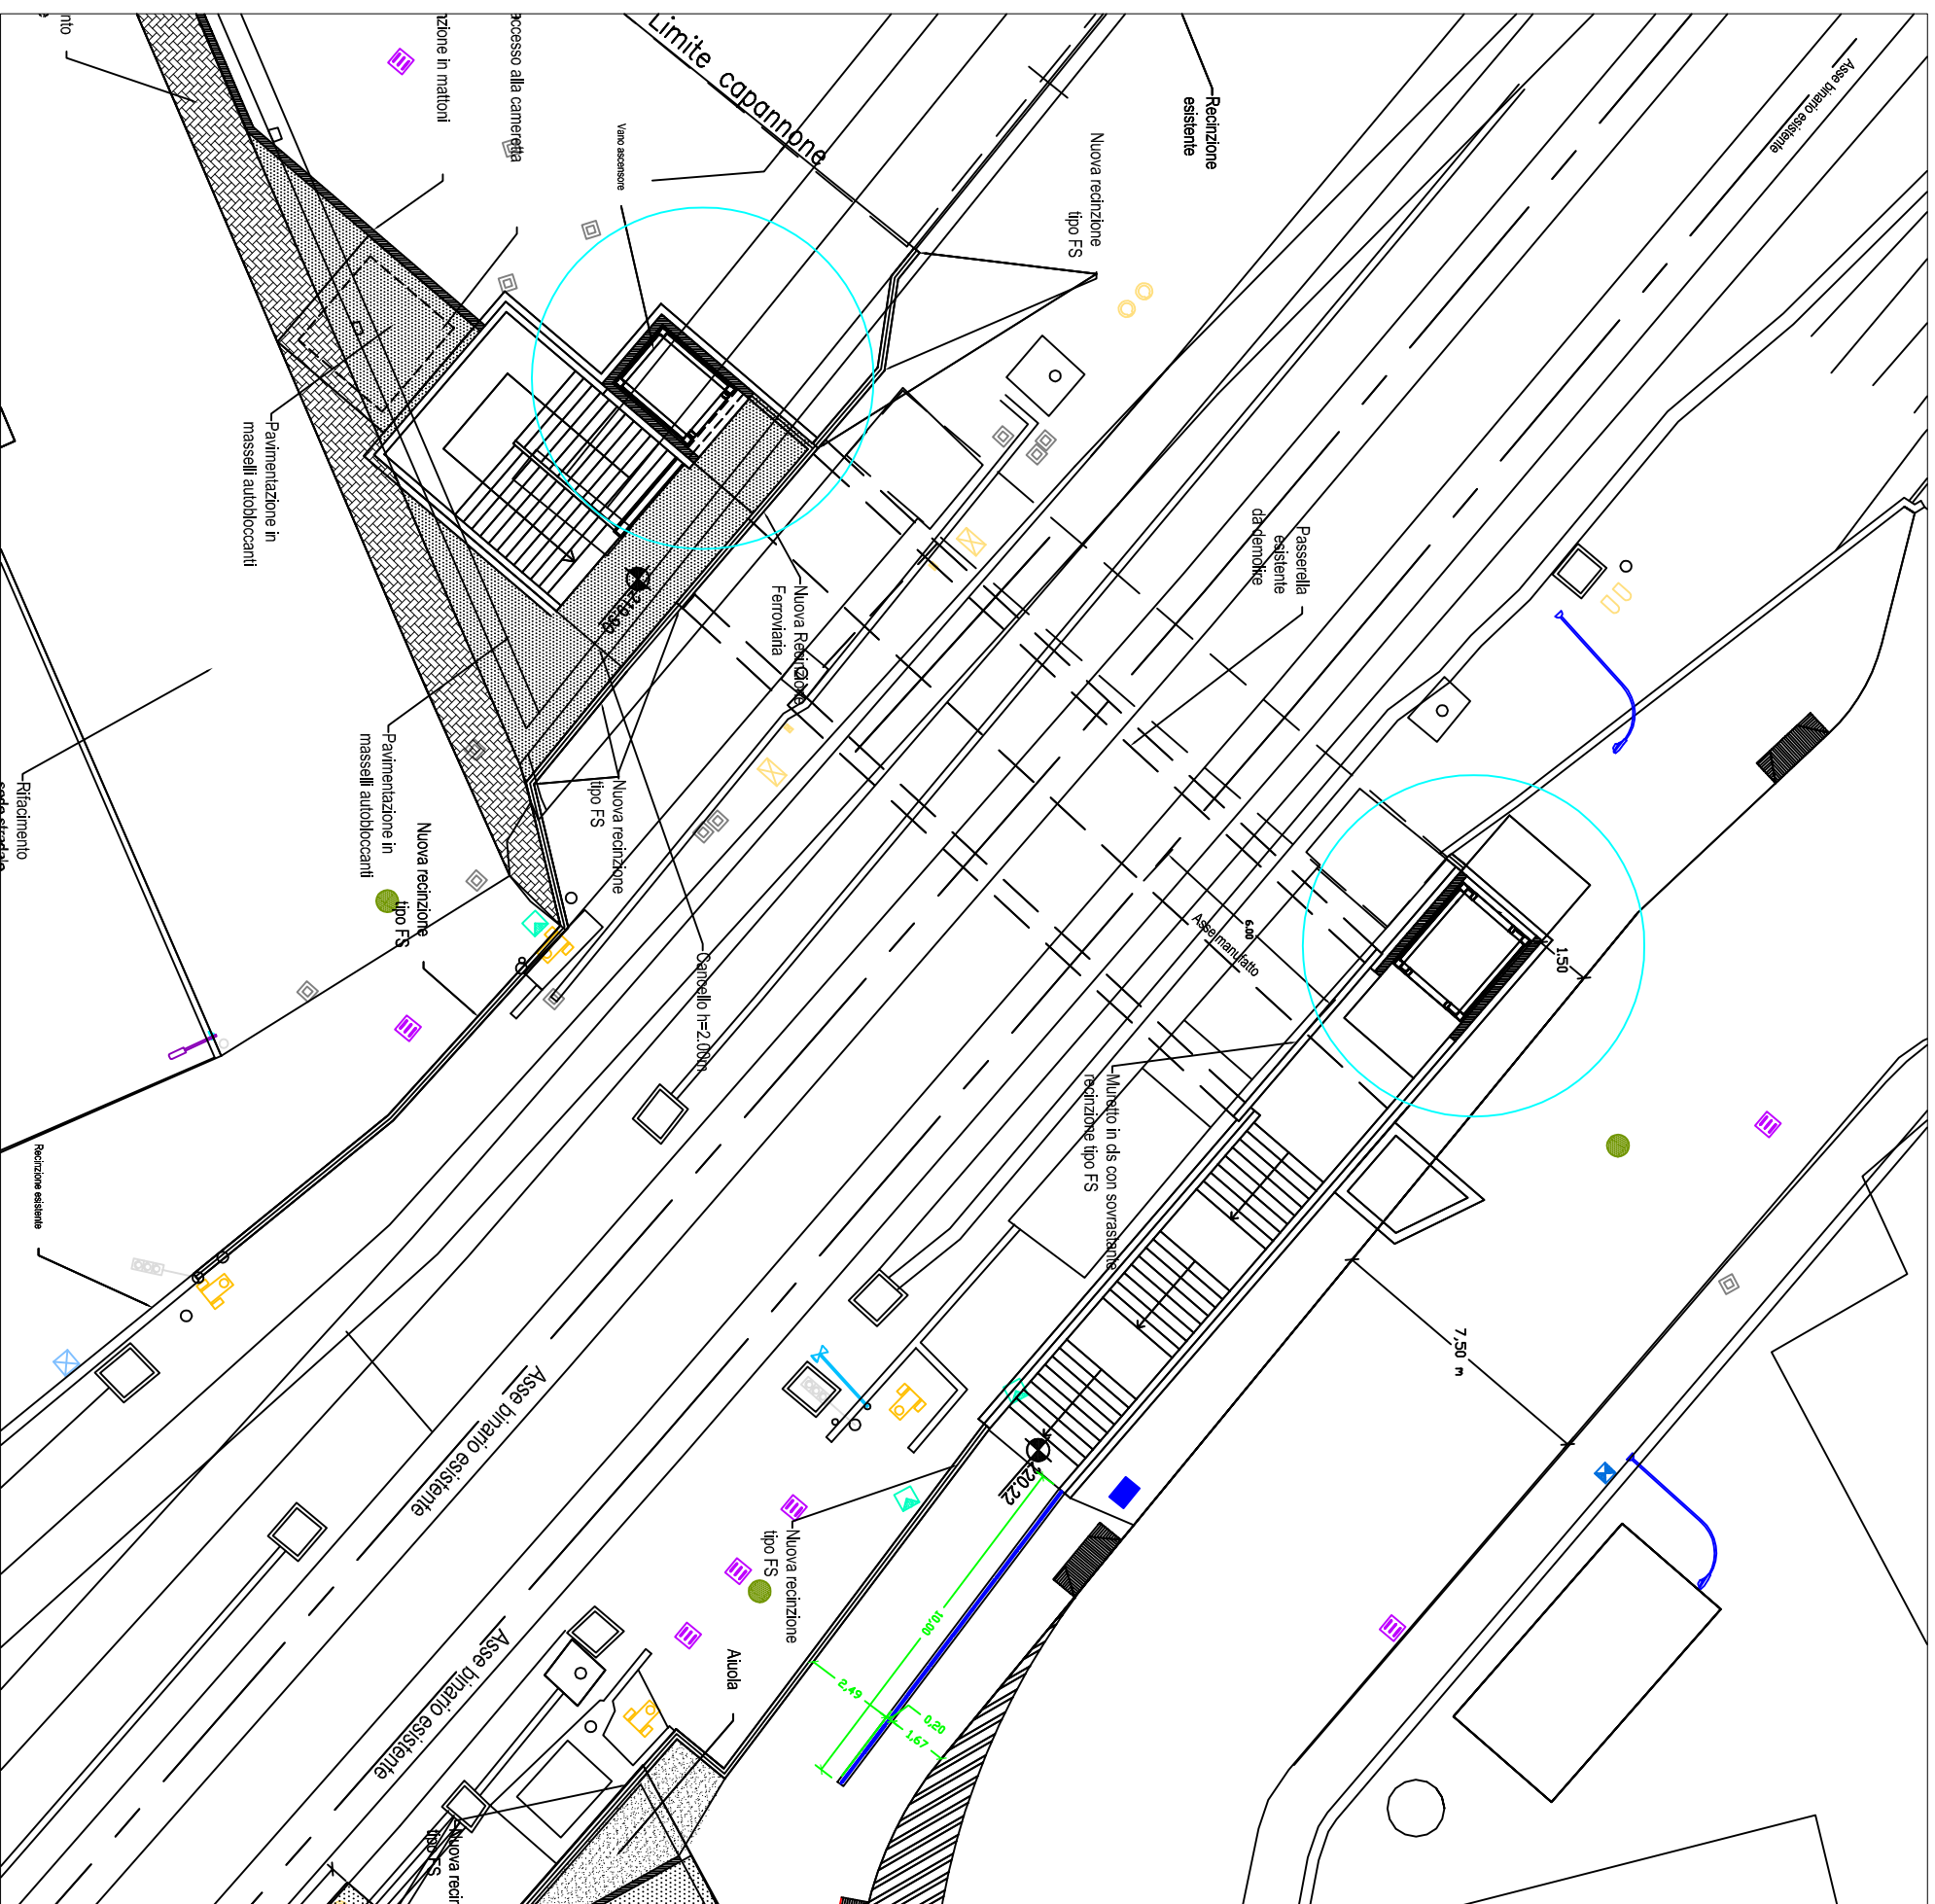 nto
zione in mattoni
accesso alla cameretta
Limite capannone
Vano ascensore
Nuova recinzione
tipo FS
Recinzione
esistente
Asse binario esistente
Pavimentazione in
masselli autobloccanti
Passerella
esistente
da demolire
Nuova Recinzione
Ferroviaria
Pavimentazione in
masselli autobloccanti
Nuova recinzione
tipo FS
Nuova recinzione
tipo FS
Rifacimento
Cancello h=2.00m
6.00
Asse manufatto
1.50
Muretto in cls con sovrastante
recinzione tipo FS
Recinzione esistente
7,50 m
Asse binario esistente
220.22
Nuova recinzione
tipo FS
10,00
2,49
0,20
1,67
Aiuola
Asse binario esistente
Nuova recin
tipo FS